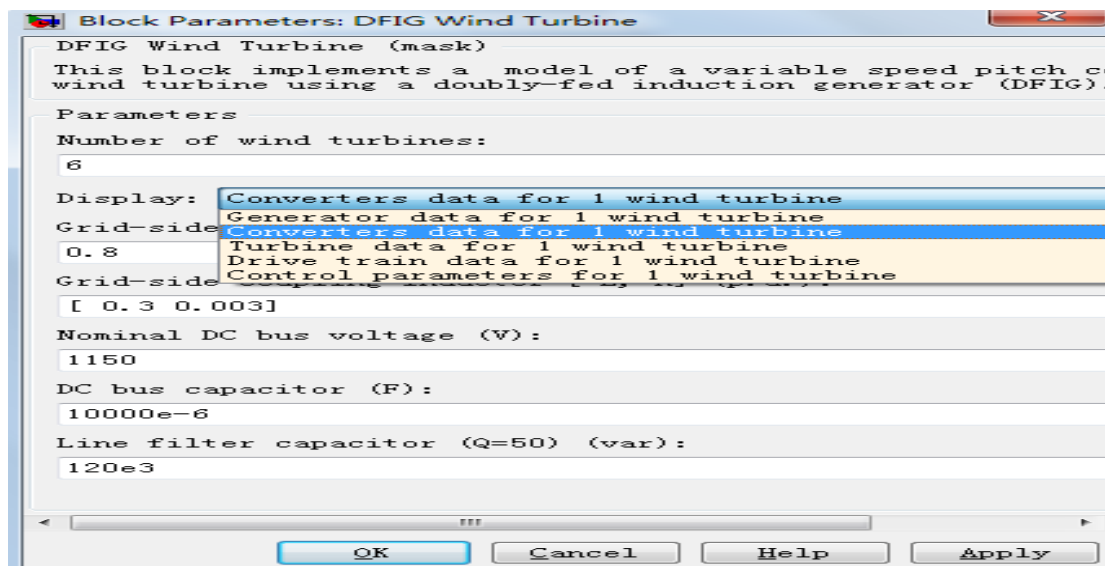 Block Parameters: DFIG Wind Turbine
DFIG Wind Turbine (mask)
This block implements a model of a variable speed pitch
wind turbine using a doubly-fed induction generator (DFIG)
Parameters
Number of wind turbines:
6
Display: Converters data for 1 wind turbine
Generator data for 1 wind turbine
Grid-side Converters data for 1 wind turbine
0.8 Turbine data for 1 wind turbine
Drive train data for 1 wind turbine
Grid-side Control parameters for 1 wind turbine
[ 0.3 0.003]
Nominal DC bus voltage (V):
1150
DC bus capacitor (F):
10000e-6
Line filter capacitor (Q=50) (var):
120e3
OK Cancel Help Apply